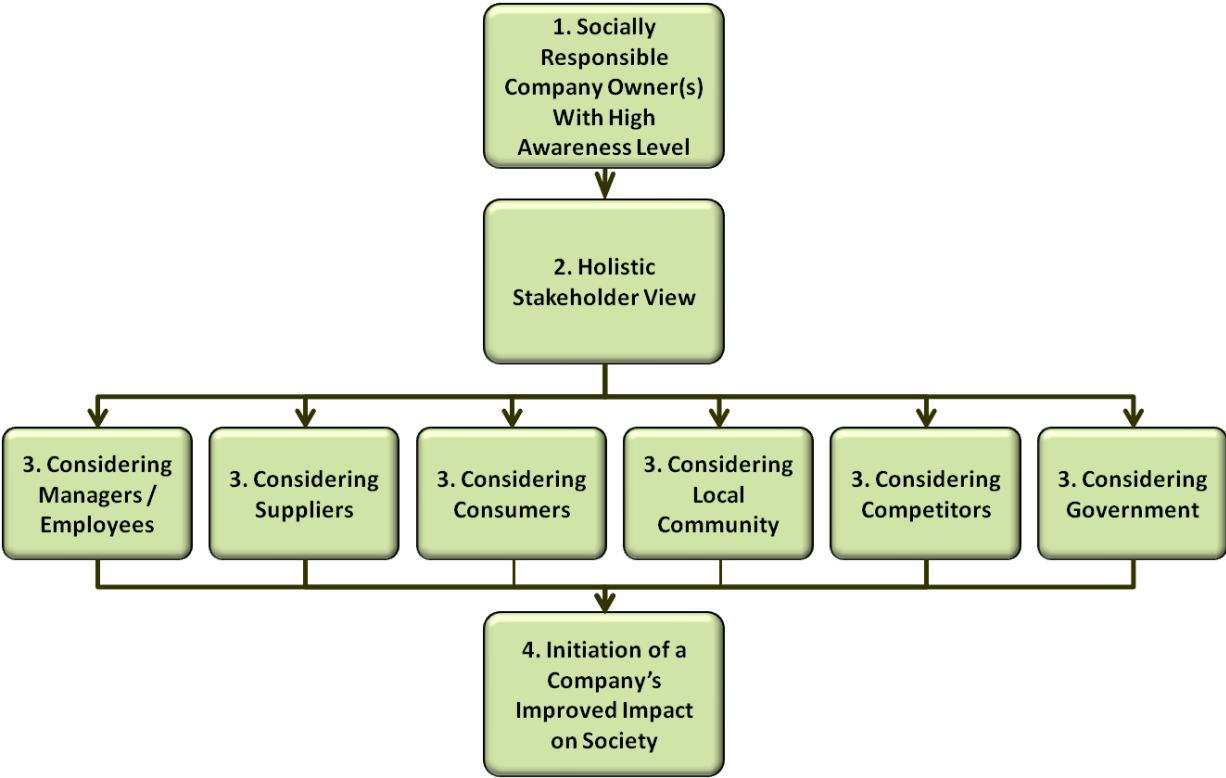 1. Socially
Responsible
Company Owner(s)
With High
Awareness Level
2. Holistic
Stakeholder View
3. Considering
Managers /
Employees
3. Considering
Suppliers
3. Considering
Consumers
3. Considering
Local
Community
3. Considering
Competitors
3. Considering
Government
4. Initiation of a
Company’s
Improved Impact
on Society